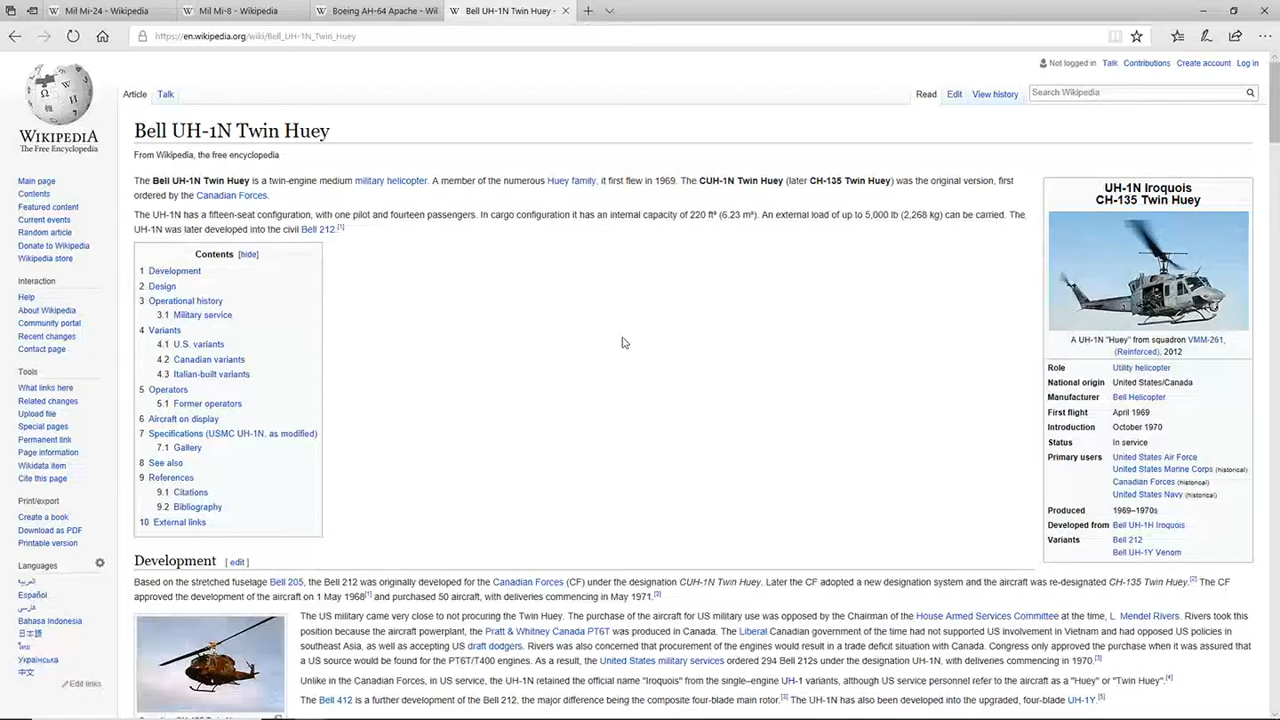 Mil Mi-24 - Wikipedia
Mil Mi-8 - Wikipedia
Boeing AH-64 Apache - Wil
Bell UH-1N Twin Huey -
https://en.wikipedia.org/wiki/Bell_UH-1N_Twin_Huey
Not logged in Talk Contributions Create account Log in
Article Talk Read Edit View history Search Wikipedia
WIKIPEDIA
The Free Encyclopedia
Main page
Contents
Featured content
Current events
Random article
Donate to Wikipedia
Wikipedia store
Interaction
Help
About Wikipedia
Community portal
Recent changes
Contact page
Tools
What links here
Related changes
Upload file
Special pages
Permanent link
Page information
Wikidata item
Cite this page
Print/export
Create a book
Download as PDF
Printable version
Languages
العربية
Español
فارسی
Bahasa Indonesia
日本語
ไทย
Українська
中文
Edit links
Bell UH-1N Twin Huey
From Wikipedia, the free encyclopedia
The Bell UH-1N Twin Huey is a twin-engine medium military helicopter. A member of the numerous Huey family, it first flew in 1969. The CUH-1N Twin Huey (later CH-135 Twin Huey) was the original version, first
ordered by the Canadian Forces.
The UH-1N has a fifteen-seat configuration, with one pilot and fourteen passengers. In cargo configuration it has an internal capacity of 220 ft³ (6.23 m³). An external load of up to 5,000 lb (2,268 kg) can be carried. The
UH-1N was later developed into the civil Bell 212.[1]
Contents [hide]
1 Development
2 Design
3 Operational history
3.1 Military service
4 Variants
4.1 U.S. variants
4.2 Canadian variants
4.3 Italian-built variants
5 Operators
5.1 Former operators
6 Aircraft on display
7 Specifications (USMC UH-1N, as modified)
7.1 Gallery
8 See also
9 References
9.1 Citations
9.2 Bibliography
10 External links
UH-1N Iroquois
CH-135 Twin Huey
A UH-1N "Huey" from squadron VMM-261,
(Reinforced), 2012
Role Utility helicopter
National origin United States/Canada
Manufacturer Bell Helicopter
First flight April 1969
Introduction October 1970
Status In service
Primary users United States Air Force
United States Marine Corps (historical)
Canadian Forces (historical)
United States Navy (historical)
Produced 1969–1970s
Developed from Bell UH-1H Iroquois
Variants Bell 212
Bell UH-1Y Venom
Development [ edit ]
Based on the stretched fuselage Bell 205, the Bell 212 was originally developed for the Canadian Forces (CF) under the designation CUH-1N Twin Huey. Later the CF adopted a new designation system and the aircraft was re-designated CH-135 Twin Huey.[2] The CF
approved the development of the aircraft on 1 May 1968[1] and purchased 50 aircraft, with deliveries commencing in May 1971.[3]
The US military came very close to not procuring the Twin Huey. The purchase of the aircraft for US military use was opposed by the Chairman of the House Armed Services Committee at the time, L. Mendel Rivers. Rivers took this
position because the aircraft powerplant, the Pratt & Whitney Canada PT6T was produced in Canada. The Liberal Canadian government of the time had not supported US involvement in Vietnam and had opposed US policies in
southeast Asia, as well as accepting US draft dodgers. Rivers was also concerned that procurement of the engines would result in a trade deficit situation with Canada. Congress only approved the purchase when it was assured that
a US source would be found for the PT6T/T400 engines. As a result, the United States military services ordered 294 Bell 212s under the designation UH-1N, with deliveries commencing in 1970.[3]
Unlike in the Canadian Forces, in US service, the UH-1N retained the official name "Iroquois" from the single–engine UH-1 variants, although US service personnel refer to the aircraft as a "Huey" or "Twin Huey".[4]
The Bell 412 is a further development of the Bell 212, the major difference being the composite four-blade main rotor.[3] The UH-1N has also been developed into the upgraded, four-blade UH-1Y.[5]